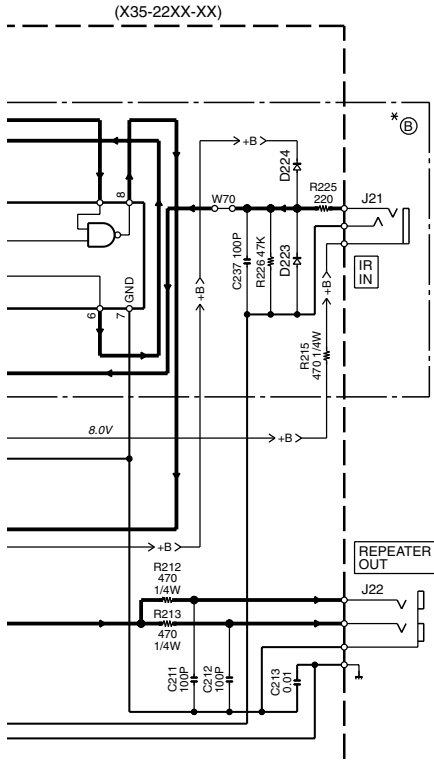 (X35-22XX-XX)
* B
+B
D224
R225
220
J21
8
W70
C237 100P
R226 47K
D223
IR
IN
+B
+B
GND
6
7
R215
470 1/4W
8.0V
+B
+B
REPEATER
OUT
R212
470
1/4W
J22
R213
470
1/4W
C211
100P
C212
100P
C213
0.01